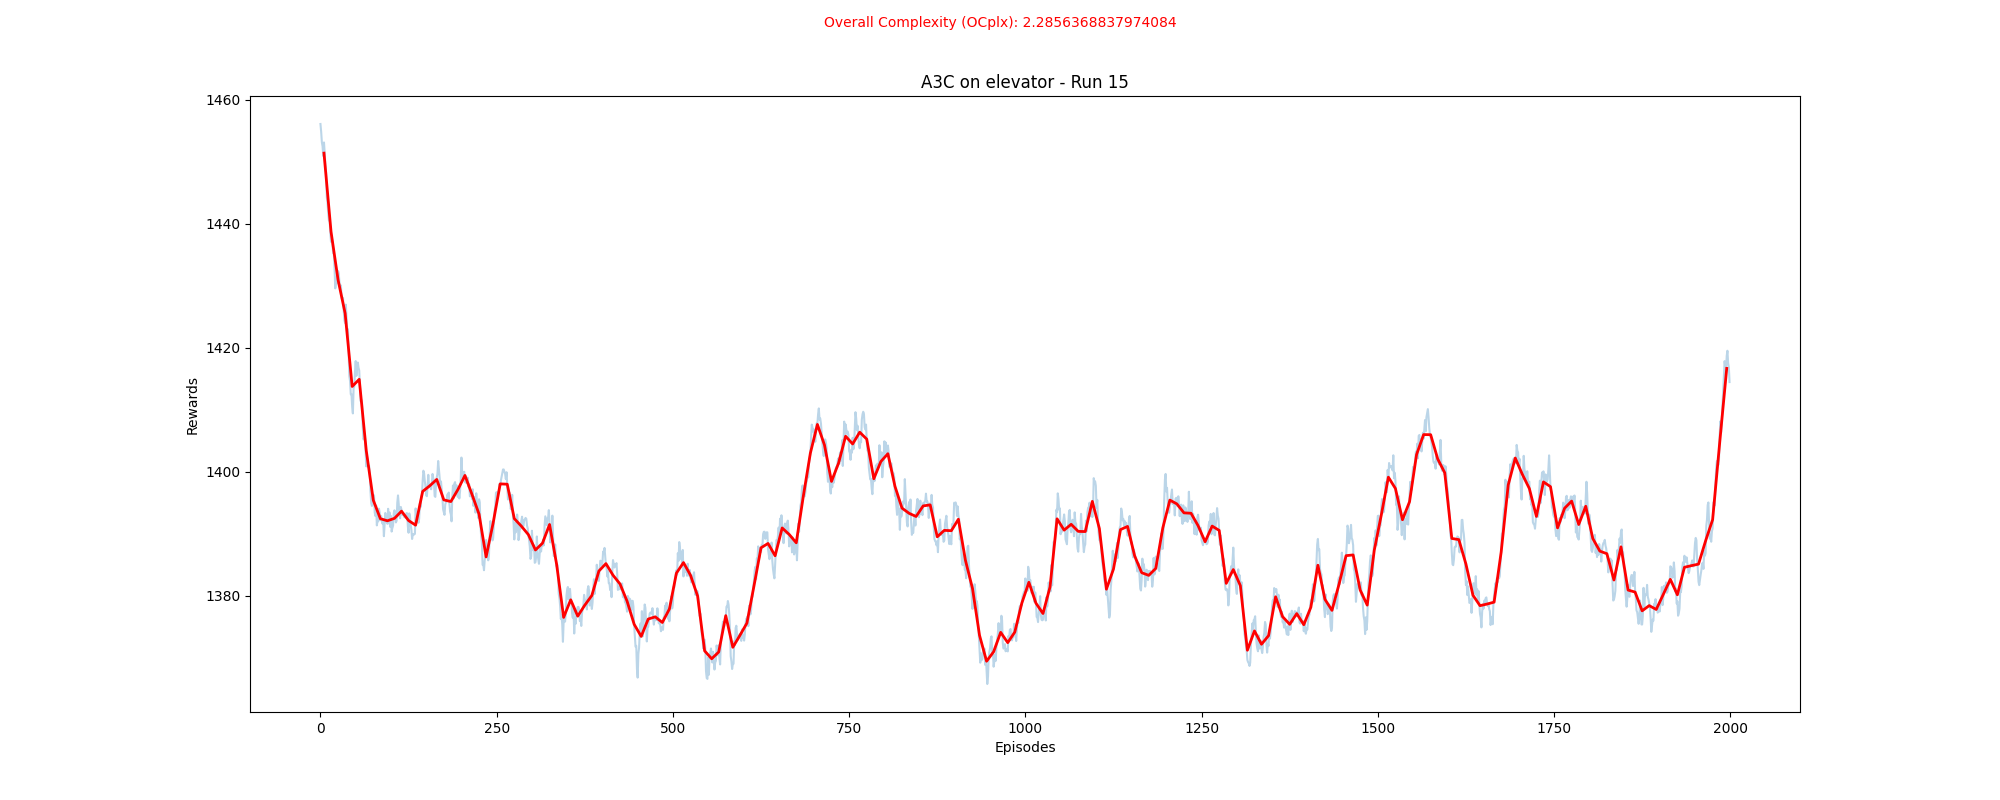 Overall Complexity (OCplx): 2.2856368837974084
A3C on elevator - Run 15
1460
1440
1420
1400
1380
Rewards
0 250 500 750 1000 1250 1500 1750 2000
Episodes